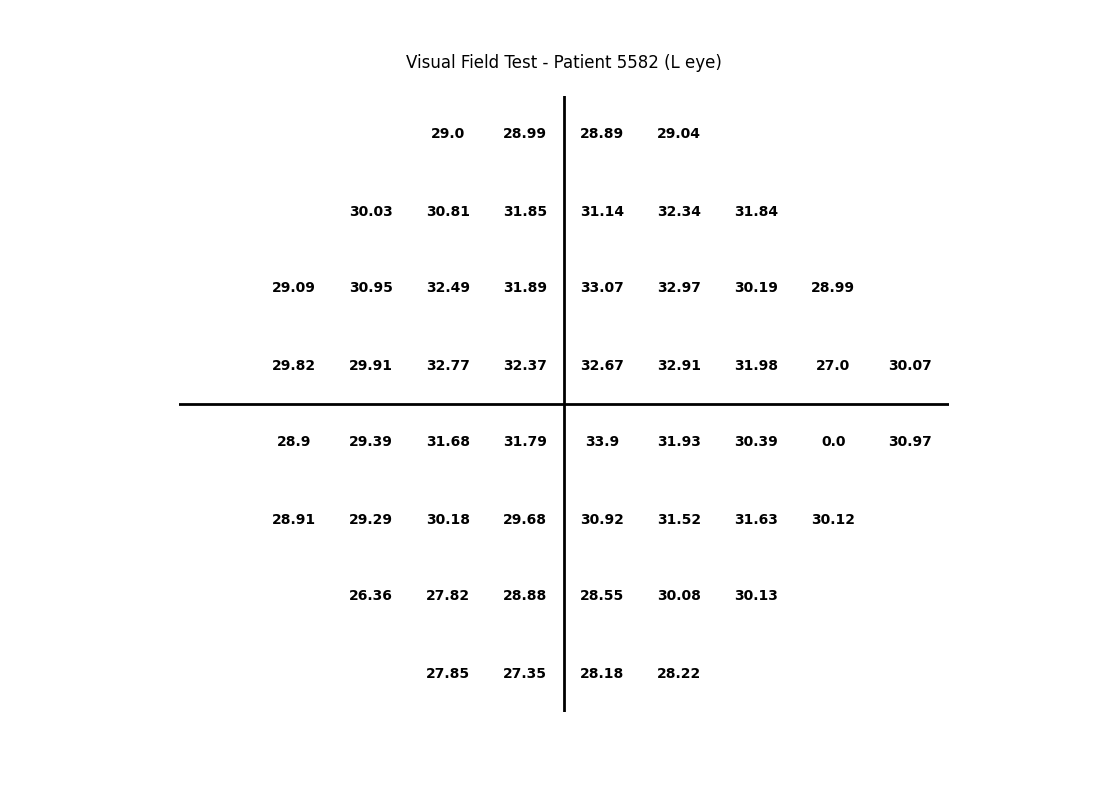 Visual Field Test - Patient 5582 (L eye)
29.0 28.99 28.89 29.04
30.03 30.81 31.85 31.14 32.34 31.84
29.09 30.95 32.49 31.89 33.07 32.97 30.19 28.99
29.82 29.91 32.77 32.37 32.67 32.91 31.98 27.0 30.07
28.9 29.39 31.68 31.79 33.9 31.93 30.39 0.0 30.97
28.91 29.29 30.18 29.68 30.92 31.52 31.63 30.12
26.36 27.82 28.88 28.55 30.08 30.13
27.85 27.35 28.18 28.22